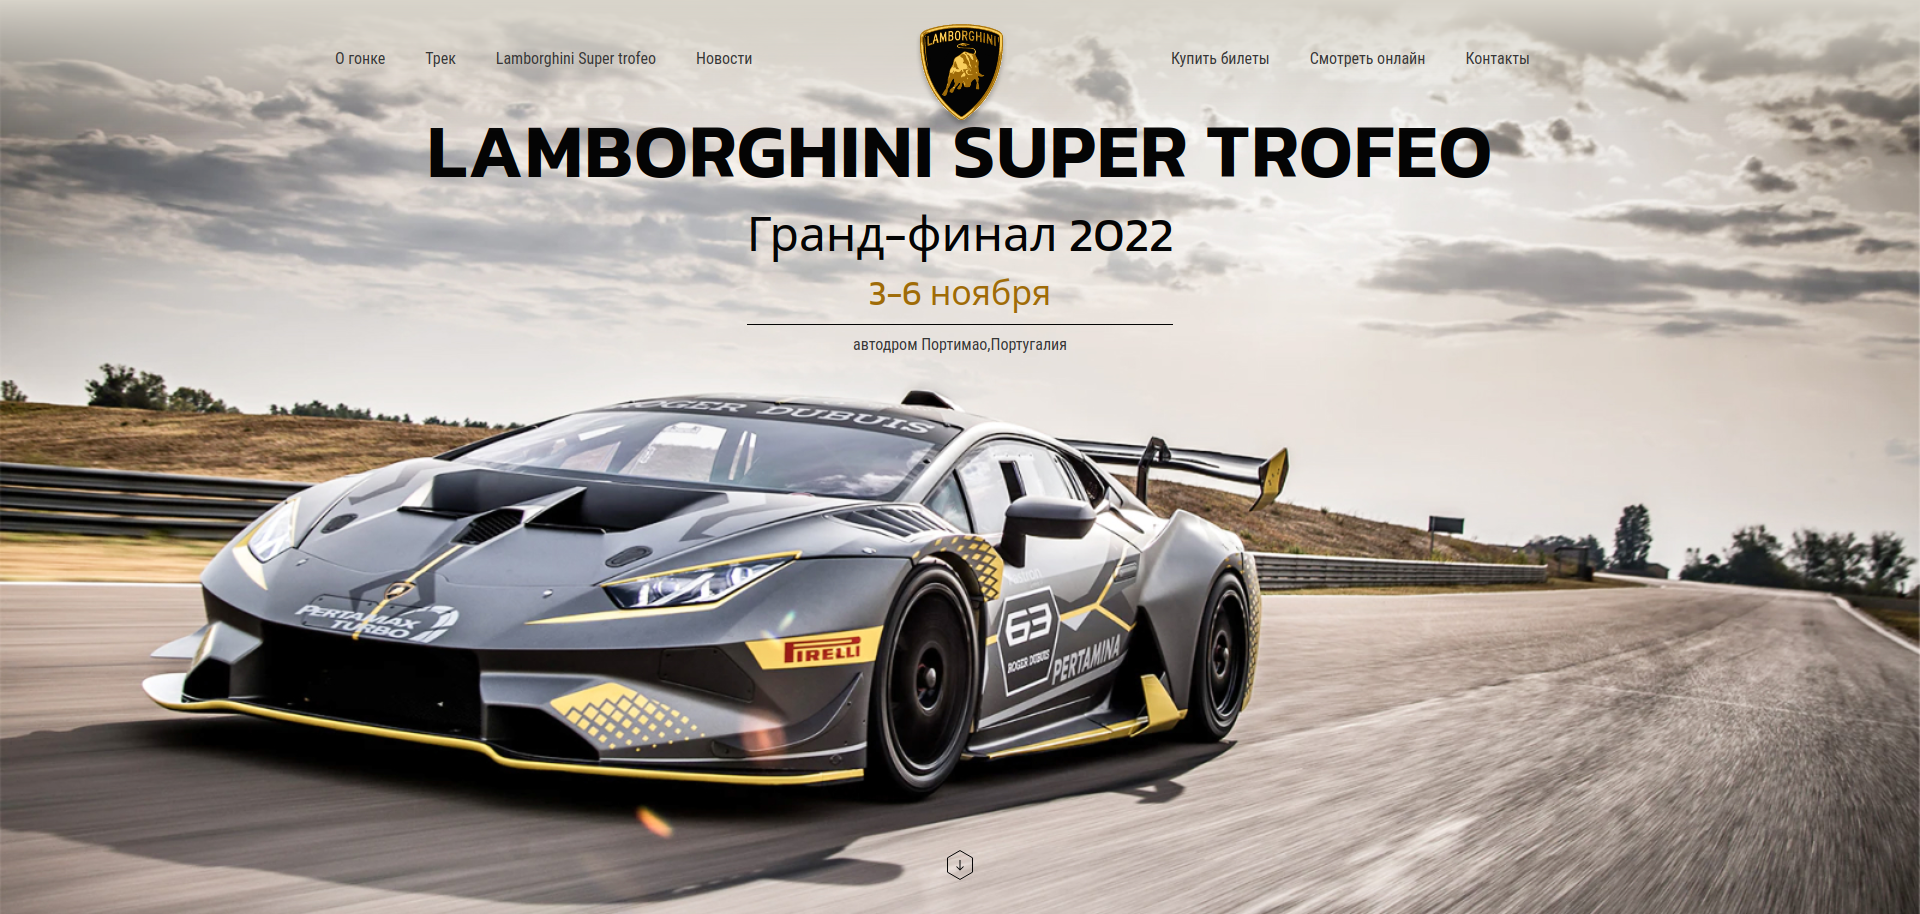 О гонке Трек Lamborghini Super trofeo Новости LAMBORGHINI Купить билеты Смотреть онлайн Контакты
LAMBORGHINI SUPER TROFEO
Гранд-финал 2022
3-6 ноября
автодром Портимао,Португалия
ROGER DUBUIS
PERTAMAX
TURBO
PIRELLI
63
ROGER DUBUIS
PERTAMINA